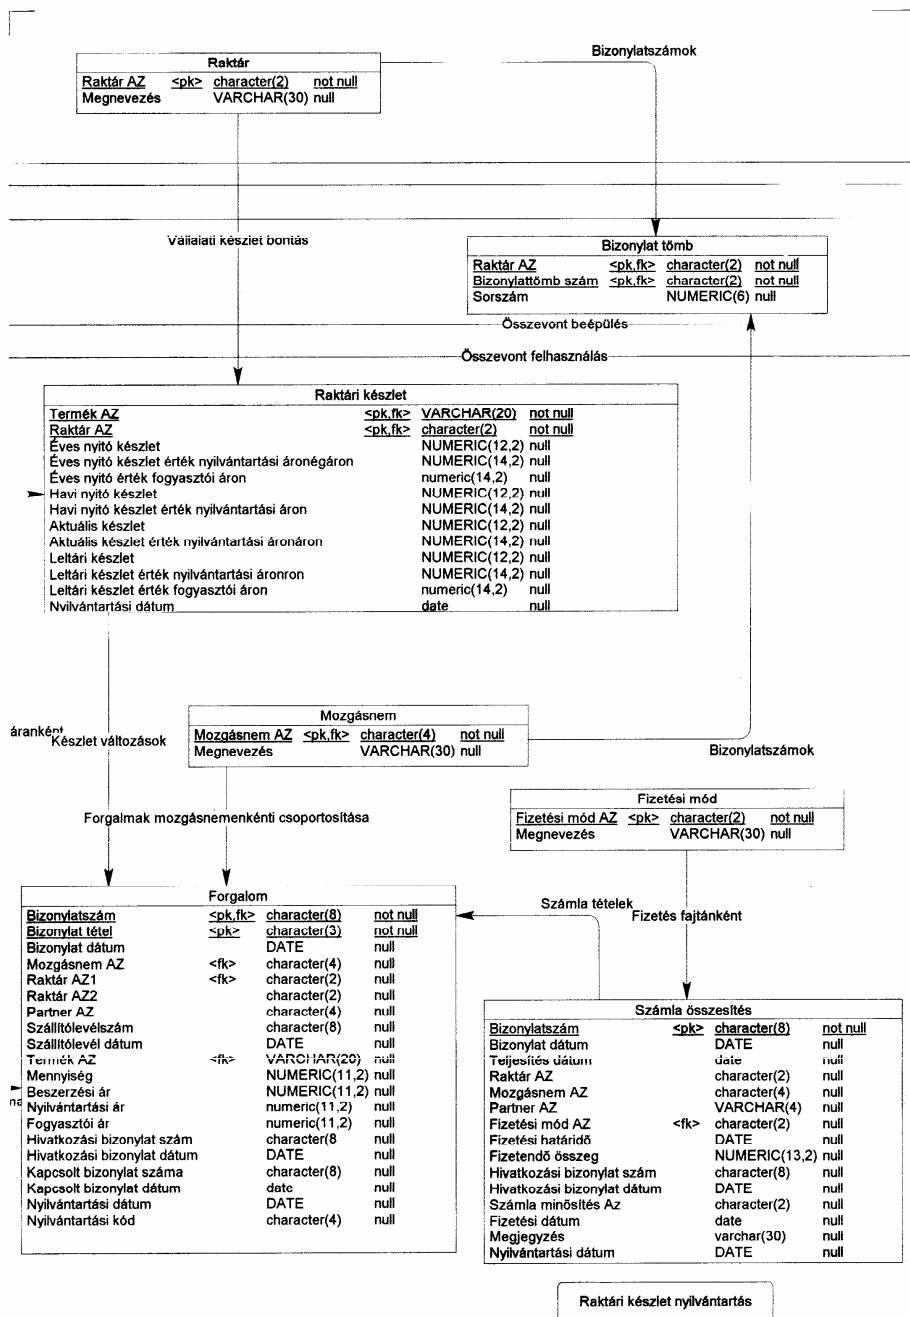 Bizonylatszámok
Raktár
Raktár AZ <pk> character(2) not null
Megnevezés VARCHAR(30) null
Vállalati készlet bontás
Bizonylat tömb
Raktár AZ <pk,fk> character(2) not null
Bizonylattömb szám <pk,fk> character(2) not null
Sorszám NUMERIC(6) null
Összevont beépülés
Összevont felhasználás
Raktári készlet
Termék AZ <pk,fk> VARCHAR(20) not null
Raktár AZ <pk,fk> character(2) not null
Éves nyitó készlet NUMERIC(12,2) null
Éves nyitó készlet érték nyilvántartási áronégáron NUMERIC(14,2) null
Éves nyitó érték fogyasztói áron numeric(14,2) null
Havi nyitó készlet NUMERIC(12,2) null
Havi nyitó készlet érték nyilvántartási áron NUMERIC(14,2) null
Aktuális készlet NUMERIC(12,2) null
Aktuális készlet érték nyilvántartási áronáron NUMERIC(14,2) null
Leltári készlet NUMERIC(12,2) null
Leltári készlet érték nyilvántartási áronron NUMERIC(14,2) null
Leltári készlet érték fogyasztói áron numeric(14,2) null
Nyilvántartási dátum date null
áranként
Készlet változások
Mozgásnem
Mozgásnem AZ <pk,fk> character(4) not null
Megnevezés VARCHAR(30) null
Bizonylatszámok
Forgalmak mozgásnemenkénti csoportosítása
Fizetési mód
Fizetési mód AZ <pk> character(2) not null
Megnevezés VARCHAR(30) null
Számla tételek
Fizetés fajtánként
Forgalom
Bizonylatszám <pk,fk> character(8) not null
Bizonylat tétel <pk> character(3) not null
Bizonylat dátum DATE null
Mozgásnem AZ <fk> character(4) null
Raktár AZ1 <fk> character(2) null
Raktár AZ2 character(2) null
Partner AZ character(4) null
Szállítólevélszám character(8) null
Szállítólevél dátum DATE null
Termék AZ <fk> VARCHAR(20) null
Mennyiség NUMERIC(11,2) null
Beszerzési ár NUMERIC(11,2) null
na
Nyilvántartási ár numeric(11,2) null
Fogyasztói ár numeric(11,2) null
Hivatkozási bizonylat szám character(8 null
Hivatkozási bizonylat dátum DATE null
Kapcsolt bizonylat száma character(8) null
Kapcsolt bizonylat dátum date null
Nyilvántartási dátum DATE null
Nyilvántartási kód character(4) null
Számla összesítés
Bizonylatszám <pk> character(8) not null
Bizonylat dátum DATE null
Teljesítés dátum date null
Raktár AZ character(2) null
Mozgásnem AZ character(4) null
Partner AZ VARCHAR(4) null
Fizetési mód AZ <fk> character(2) null
Fizetési határidő DATE null
Fizetendő összeg NUMERIC(13,2) null
Hivatkozási bizonylat szám character(8) null
Hivatkozási bizonylat dátum DATE null
Számla minősítés Az character(2) null
Fizetési dátum date null
Megjegyzés varchar(30) null
Nyilvántartási dátum DATE null
Raktári készlet nyilvántartás